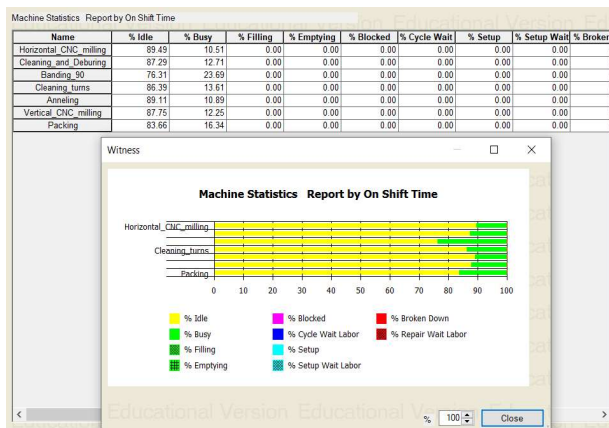 Machine Statistics Report by On Shift Time
Name % Idle % Busy % Filling % Emptying % Blocked % Cycle Wait % Setup % Setup Wait % Broken
Horizontal_CNC_milling 89.49 10.51 0.00 0.00 0.00 0.00 0.00 0.00
Cleaning_and_Deburing 87.29 12.71 0.00 0.00 0.00 0.00 0.00 0.00
Banding_90 76.31 23.69 0.00 0.00 0.00 0.00 0.00 0.00
Cleaning_turns 86.39 13.61 0.00 0.00 0.00 0.00 0.00 0.00
Anneling 89.11 10.89 0.00 0.00 0.00 0.00 0.00 0.00
Vertical_CNC_milling 87.75 12.25 0.00 0.00 0.00 0.00 0.00 0.00
Packing 83.66 16.34 0.00 0.00 0.00 0.00 0.00 0.00
Witness
Machine Statistics Report by On Shift Time
Horizontal_CNC_milling
Cleaning_turns
Packing
0 10 20 30 40 50 60 70 80 90 100
% Idle % Blocked % Broken Down
% Busy % Cycle Wait Labor % Repair Wait Labor
% Filling % Setup
% Emptying % Setup Wait Labor
Educational Version Educational Version
% 100 Close